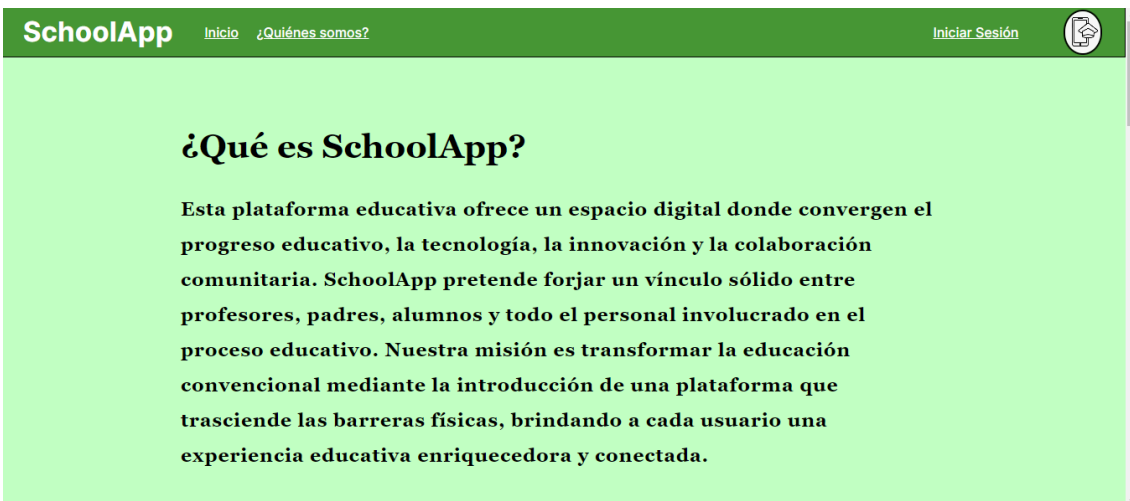 SchoolApp Inicio ¿Quiénes somos? Iniciar Sesión
¿Qué es SchoolApp?
Esta plataforma educativa ofrece un espacio digital donde convergen el
progreso educativo, la tecnología, la innovación y la colaboración
comunitaria. SchoolApp pretende forjar un vínculo sólido entre
profesores, padres, alumnos y todo el personal involucrado en el
proceso educativo. Nuestra misión es transformar la educación
convencional mediante la introducción de una plataforma que
trasciende las barreras físicas, brindando a cada usuario una
experiencia educativa enriquecedora y conectada.